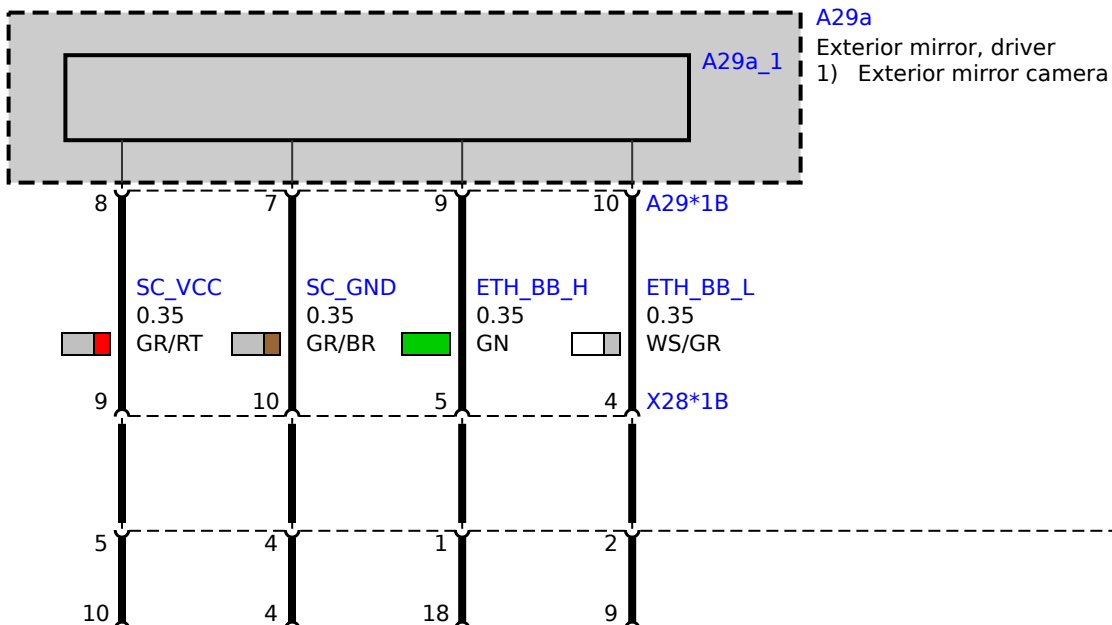 A29a
Exterior mirror, driver
1) Exterior mirror camera
A29a_1
8 7 9 10 A29*1B
SC_VCC SC_GND ETH_BB_H ETH_BB_L
0.35 0.35 0.35 0.35
GR/RT GR/BR GN WS/GR
9 10 5 4 X28*1B
5 4 1 2
10 4 18 9